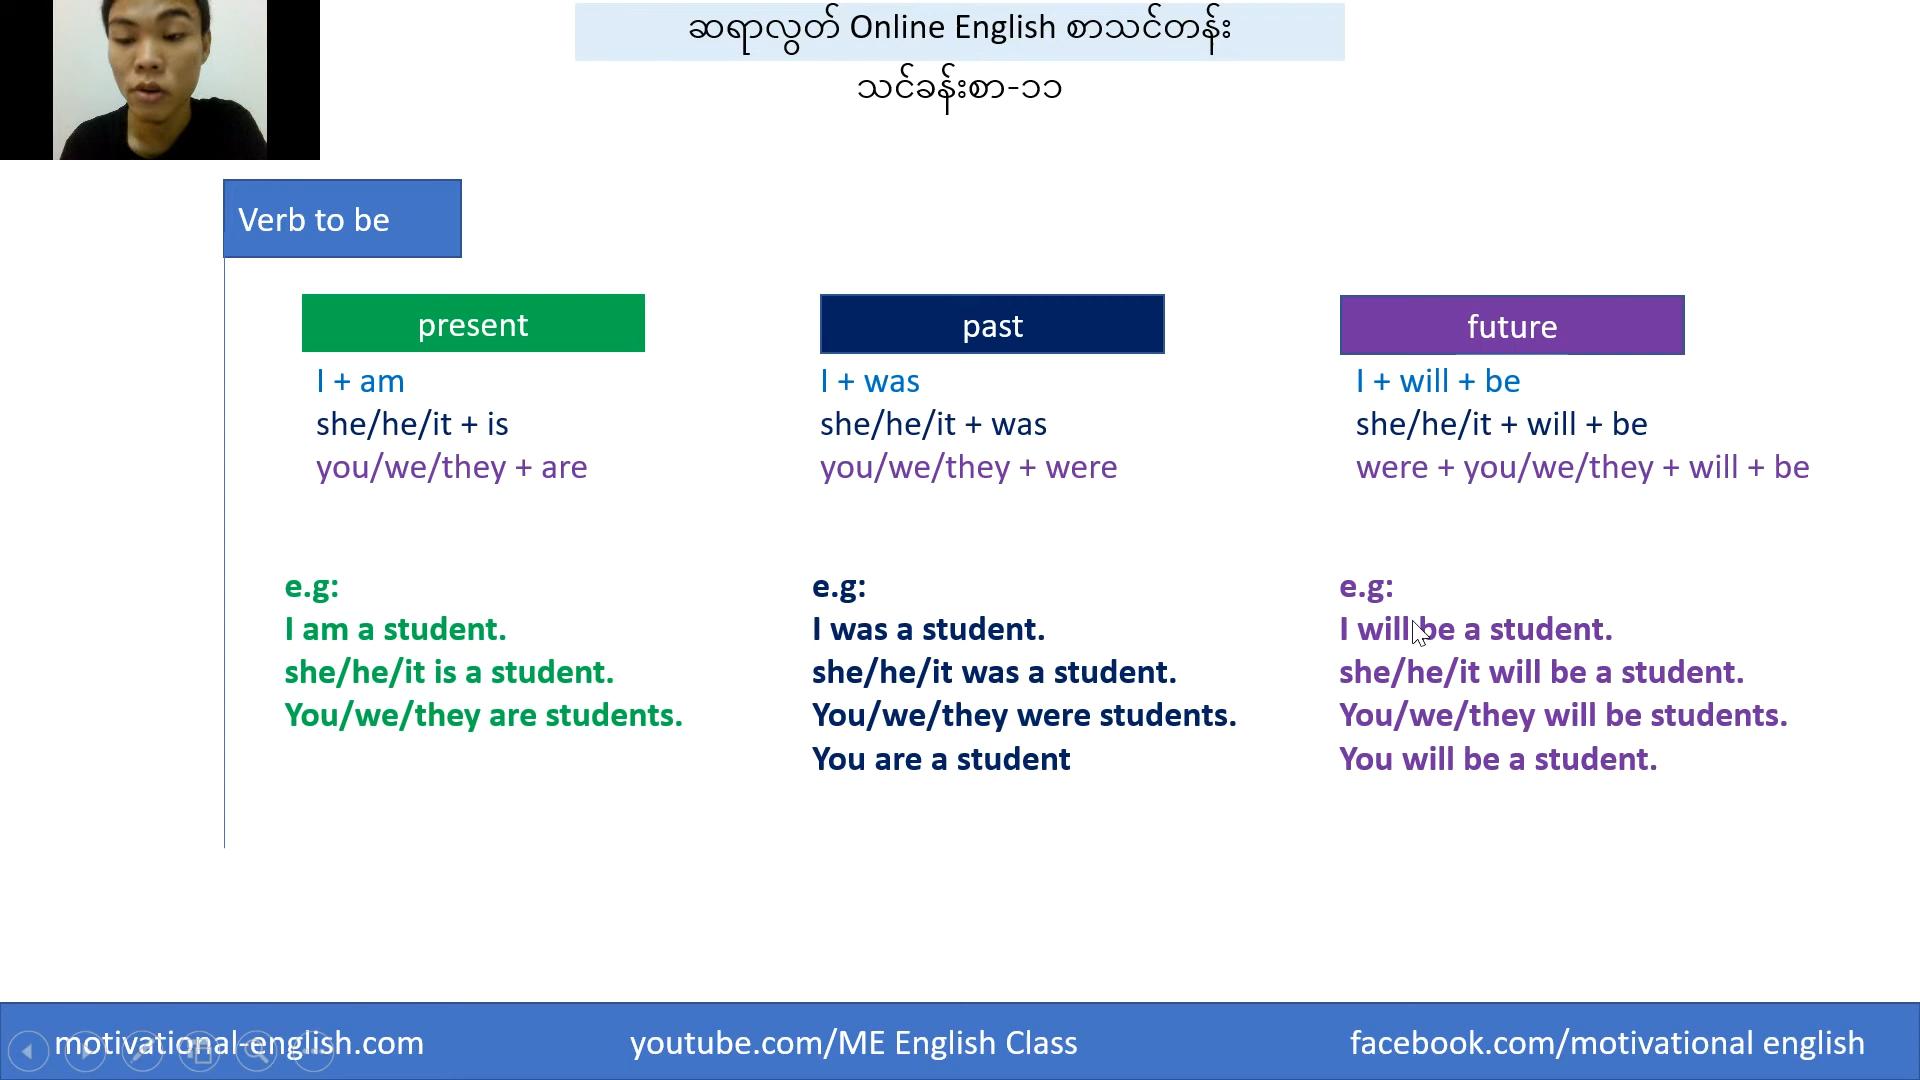 ဆရာလွတ် Online English စာသင်တန်း
သင်ခန်းစာ-၁၁
Verb to be
present
I + am
she/he/it + is
you/we/they + are
e.g:
I am a student.
she/he/it is a student.
You/we/they are students.
past
I + was
she/he/it + was
you/we/they + were
e.g:
I was a student.
she/he/it was a student.
You/we/they were students.
You are a student
future
I + will + be
she/he/it + will + be
were + you/we/they + will + be
e.g:
I will be a student.
she/he/it will be a student.
You/we/they will be students.
You will be a student.
motivational-english.com
youtube.com/ME English Class
facebook.com/motivational english